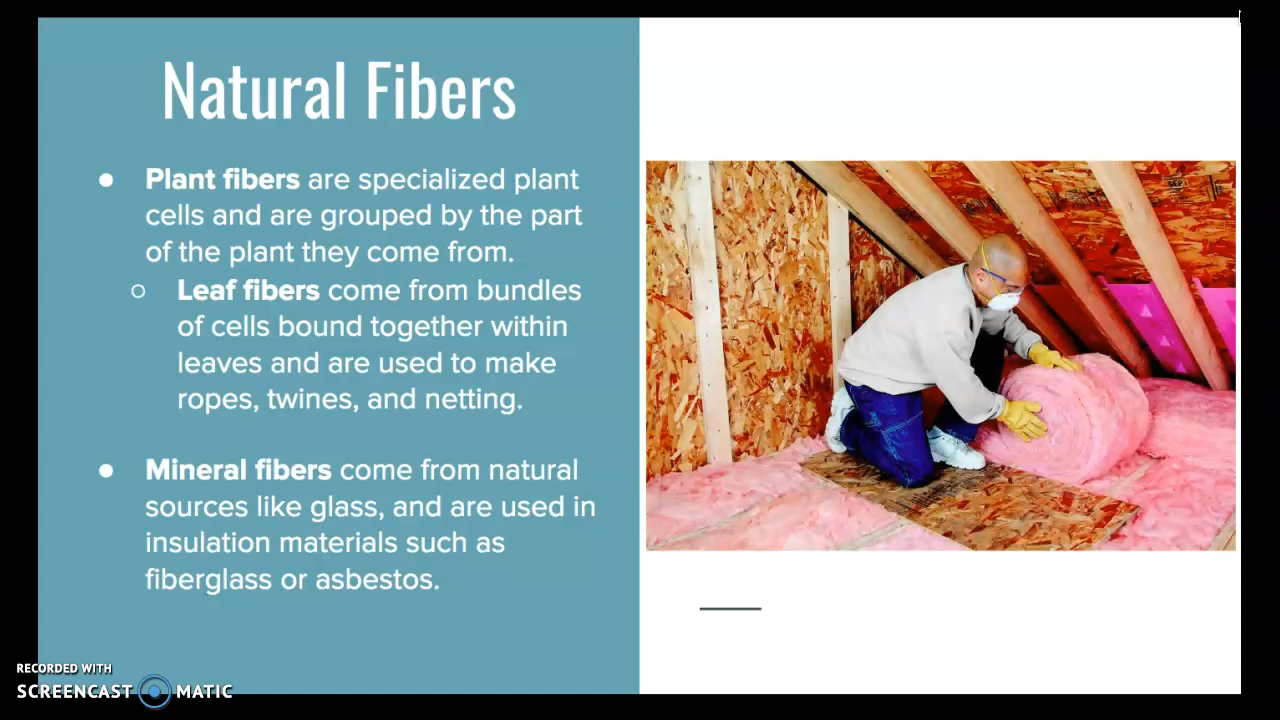 Natural Fibers
● Plant fibers are specialized plant
cells and are grouped by the part
of the plant they come from.
○ Leaf fibers come from bundles
of cells bound together within
leaves and are used to make
ropes, twines, and netting.
● Mineral fibers come from natural
sources like glass, and are used in
insulation materials such as
fiberglass or asbestos.
RECORDED WITH
SCREENCAST MATIC